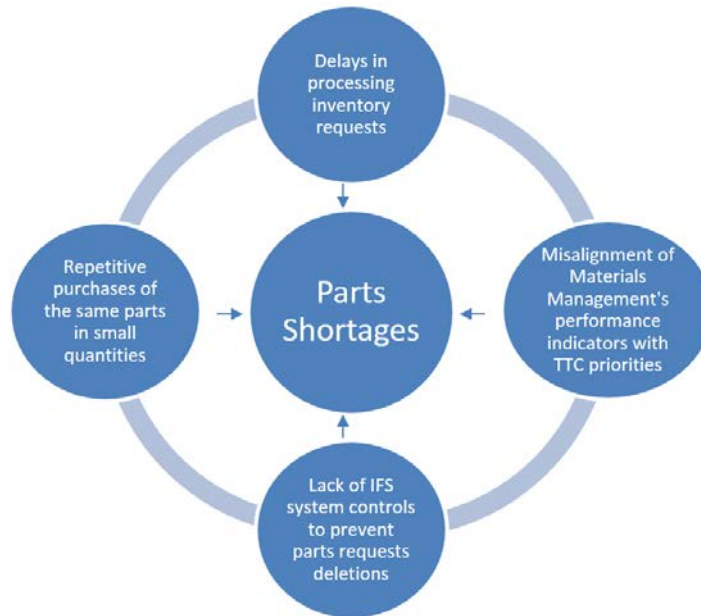 Delays in
processing
inventory
requests
Repetitive
purchases of
the same parts
in small
quantities
Parts
Shortages
Misalignment of
Materials
Management's
performance
indicators with
TTC priorities
Lack of IFS
system controls
to prevent
parts requests
deletions